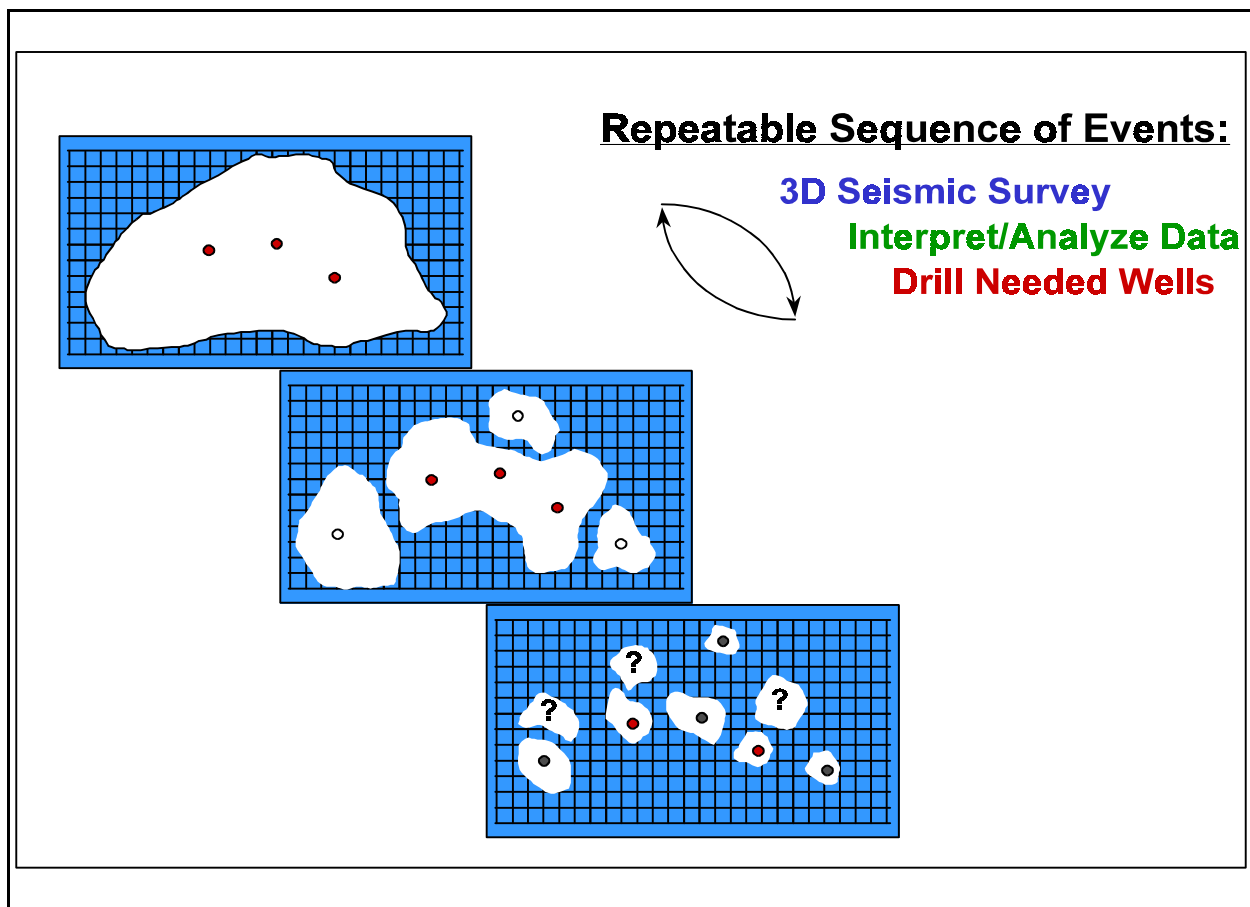 Repeatable Sequence of Events:
3D Seismic Survey
Interpret/Analyze Data
Drill Needed Wells
?
?
?